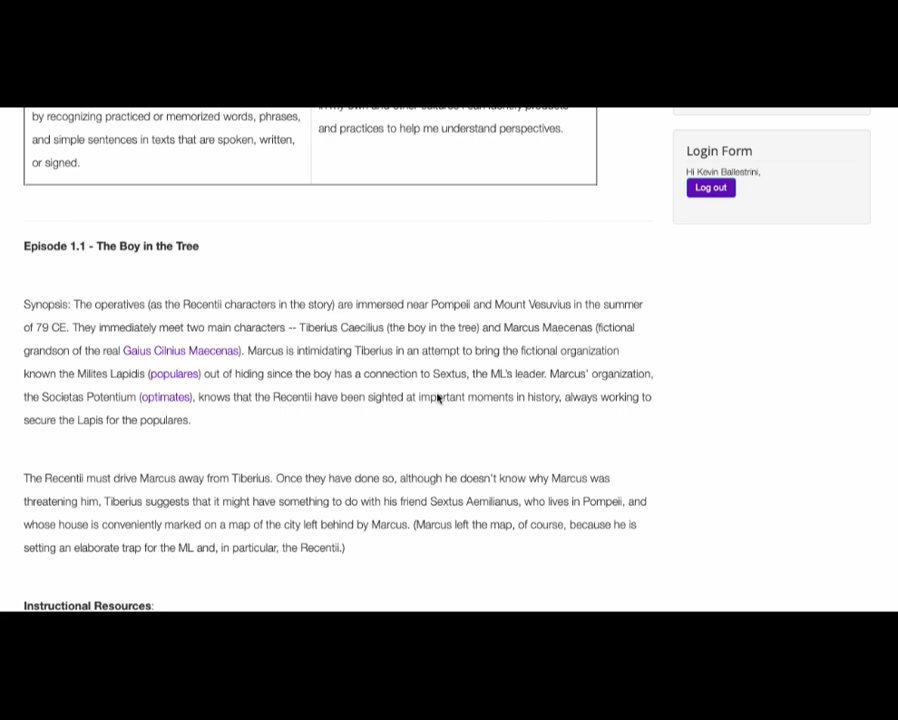 by recognizing practiced or memorized words, phrases,
and simple sentences in texts that are spoken, written,
or signed.
in my own and other cultures I can identify products
and practices to help me understand perspectives.
Login Form
Hi Kevin Ballestrini,
Log out
Episode 1.1 - The Boy in the Tree
Synopsis: The operatives (as the Recentii characters in the story) are immersed near Pompeii and Mount Vesuvius in the summer
of 79 CE. They immediately meet two main characters -- Tiberius Caecilius (the boy in the tree) and Marcus Maecenas (fictional
grandson of the real Gaius Cilnius Maecenas). Marcus is intimidating Tiberius in an attempt to bring the fictional organization
known the Milites Lapidis (populares) out of hiding since the boy has a connection to Sextus, the ML's leader. Marcus' organization,
the Societas Potentium (optimates), knows that the Recentii have been sighted at important moments in history, always working to
secure the Lapis for the populares.
The Recentii must drive Marcus away from Tiberius. Once they have done so, although he doesn't know why Marcus was
threatening him, Tiberius suggests that it might have something to do with his friend Sextus Aemilianus, who lives in Pompeii, and
whose house is conveniently marked on a map of the city left behind by Marcus. (Marcus left the map, of course, because he is
setting an elaborate trap for the ML and, in particular, the Recentii.)
Instructional Resources: